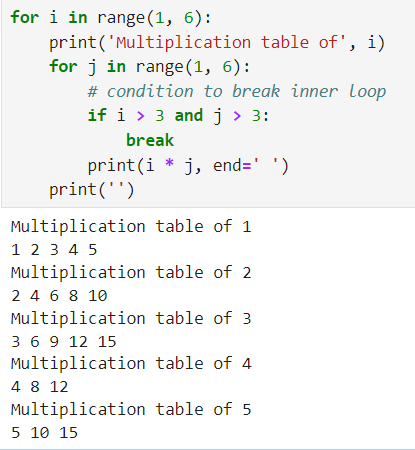 for i in range(1, 6):
    print('Multiplication table of', i)
    for j in range(1, 6):
        # condition to break inner loop
        if i > 3 and j > 3:
            break
        print(i * j, end=' ')
    print('')
Multiplication table of 1
1 2 3 4 5
Multiplication table of 2
2 4 6 8 10
Multiplication table of 3
3 6 9 12 15
Multiplication table of 4
4 8 12
Multiplication table of 5
5 10 15